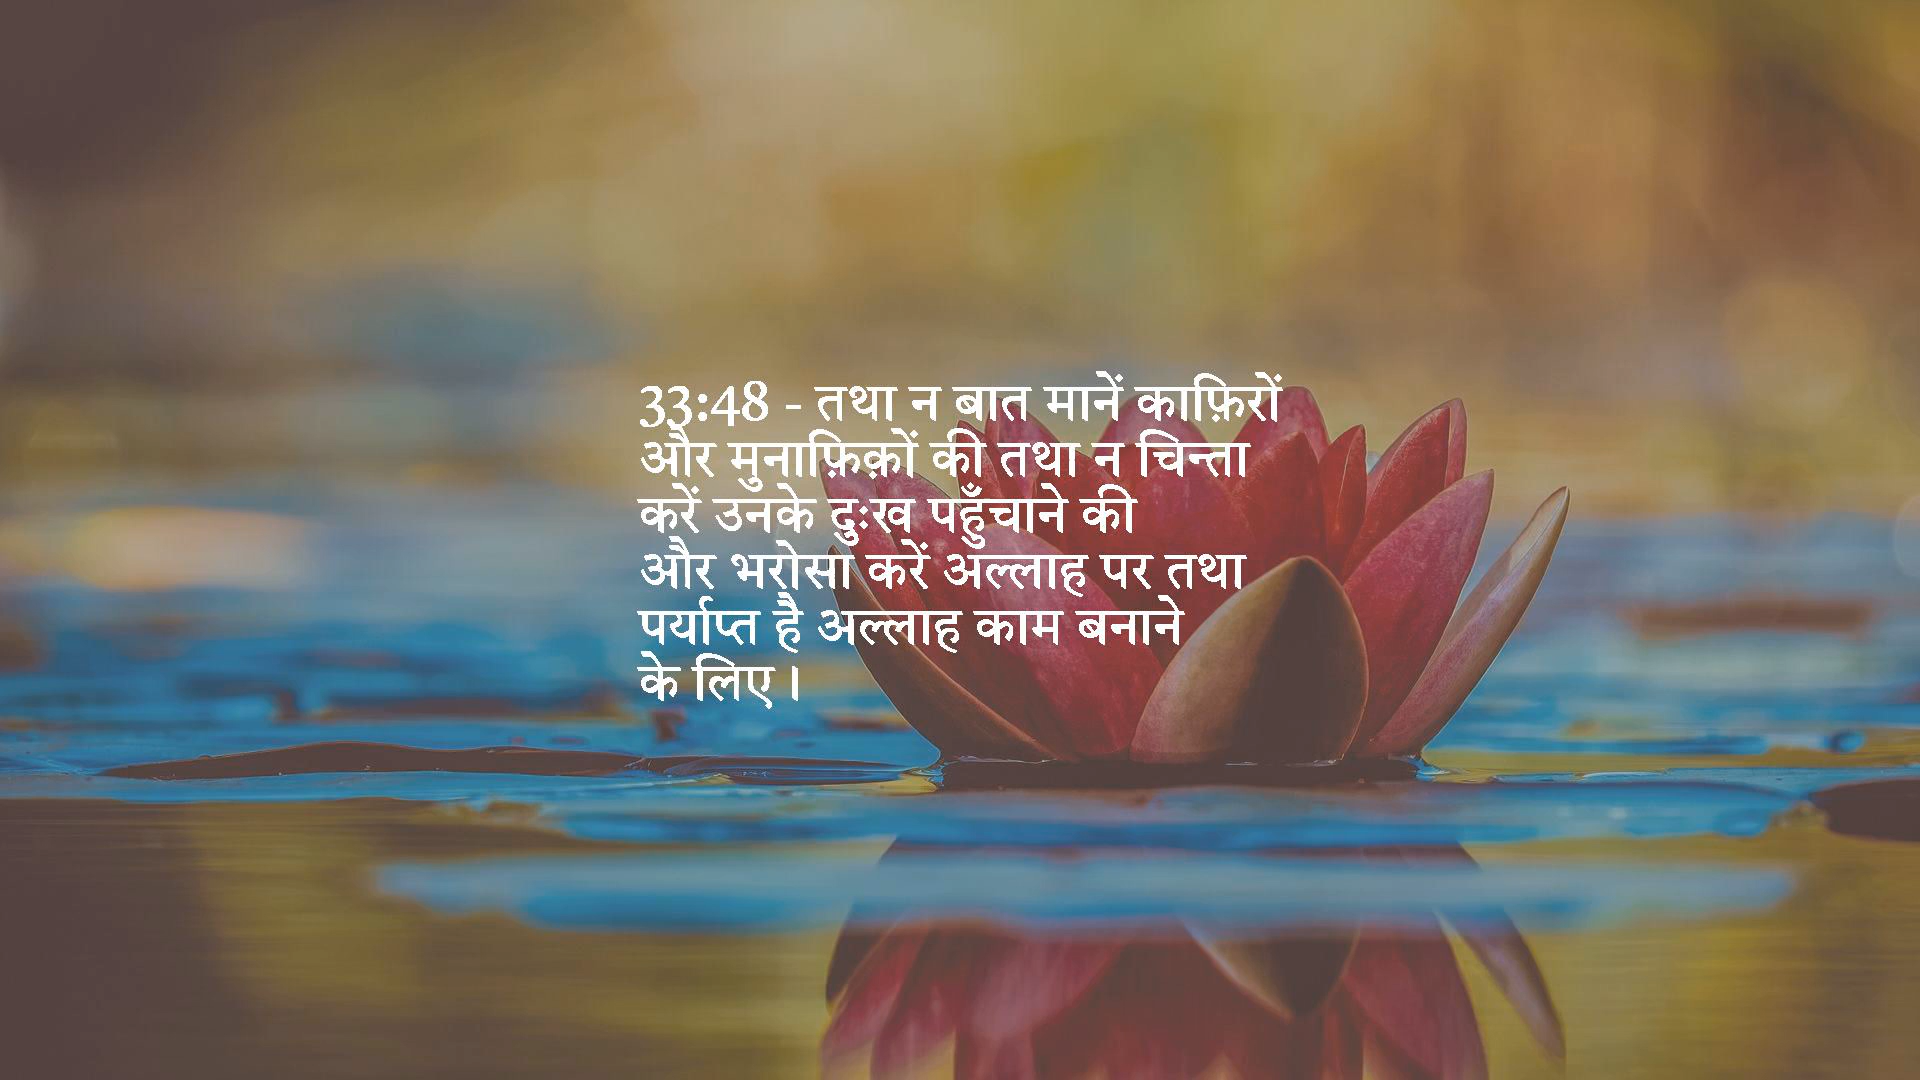 33:48 - तथा न बात मानें काफ़िरों
और मुनाफ़िक़ों की तथा न चिन्ता
करें उनके दुःख पहुँचाने की
और भरोसा करें अल्लाह पर तथा
पर्याप्त है अल्लाह काम बनाने
के लिए।